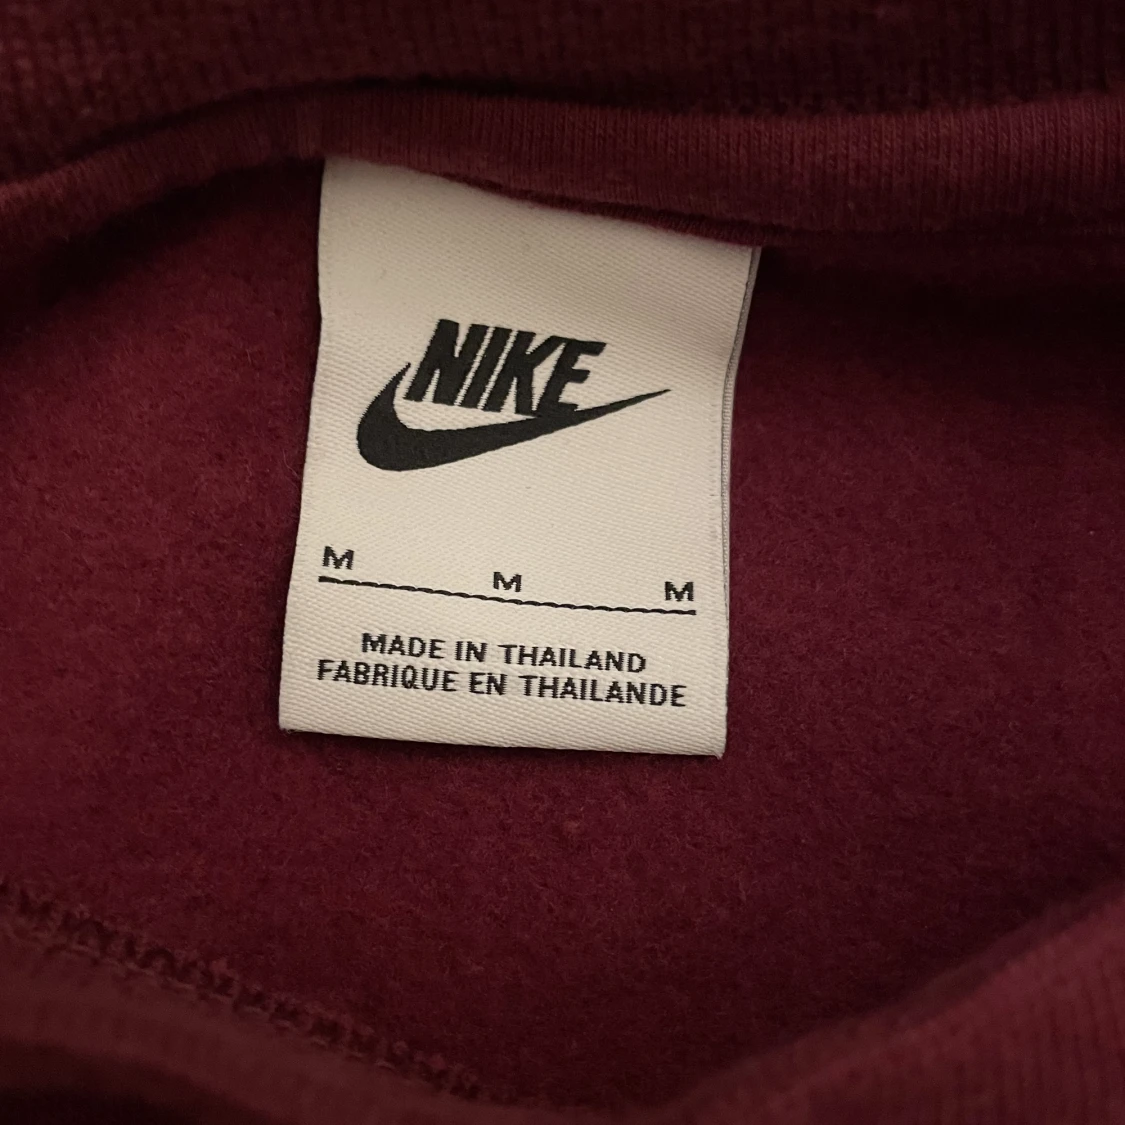 NIKE
M M M
MADE IN THAILAND
FABRIQUE EN THAILANDE